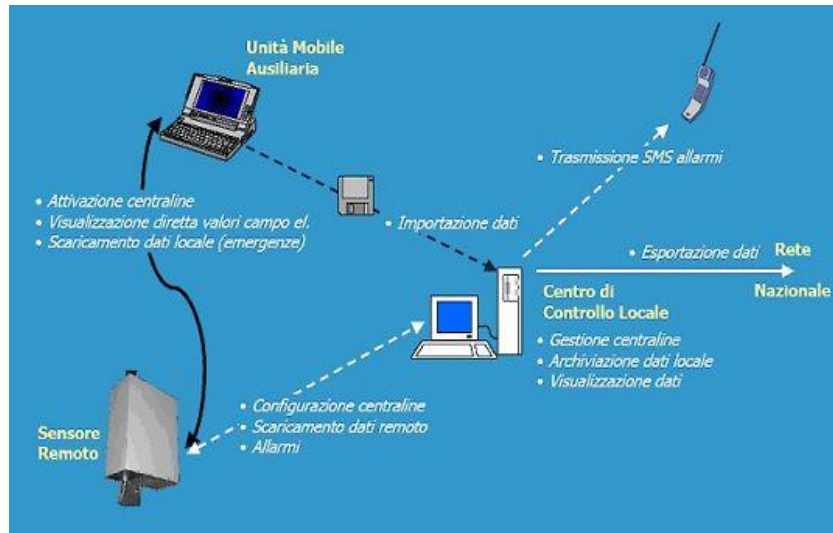 Unità Mobile
Ausiliaria
• Trasmissione SMS allarmi
• Attivazione centraline
• Visualizzazione diretta valori campo el.
• Scaricamento dati locale (emergenze)
• Importazione dati
• Esportazione dati
Rete
Nazionale
Centro di
Controllo Locale
• Gestione centraline
• Archiviazione dati locale
• Visualizzazione dati
• Configurazione centraline
• Scaricamento dati remoto
• Allarmi
Sensore
Remoto